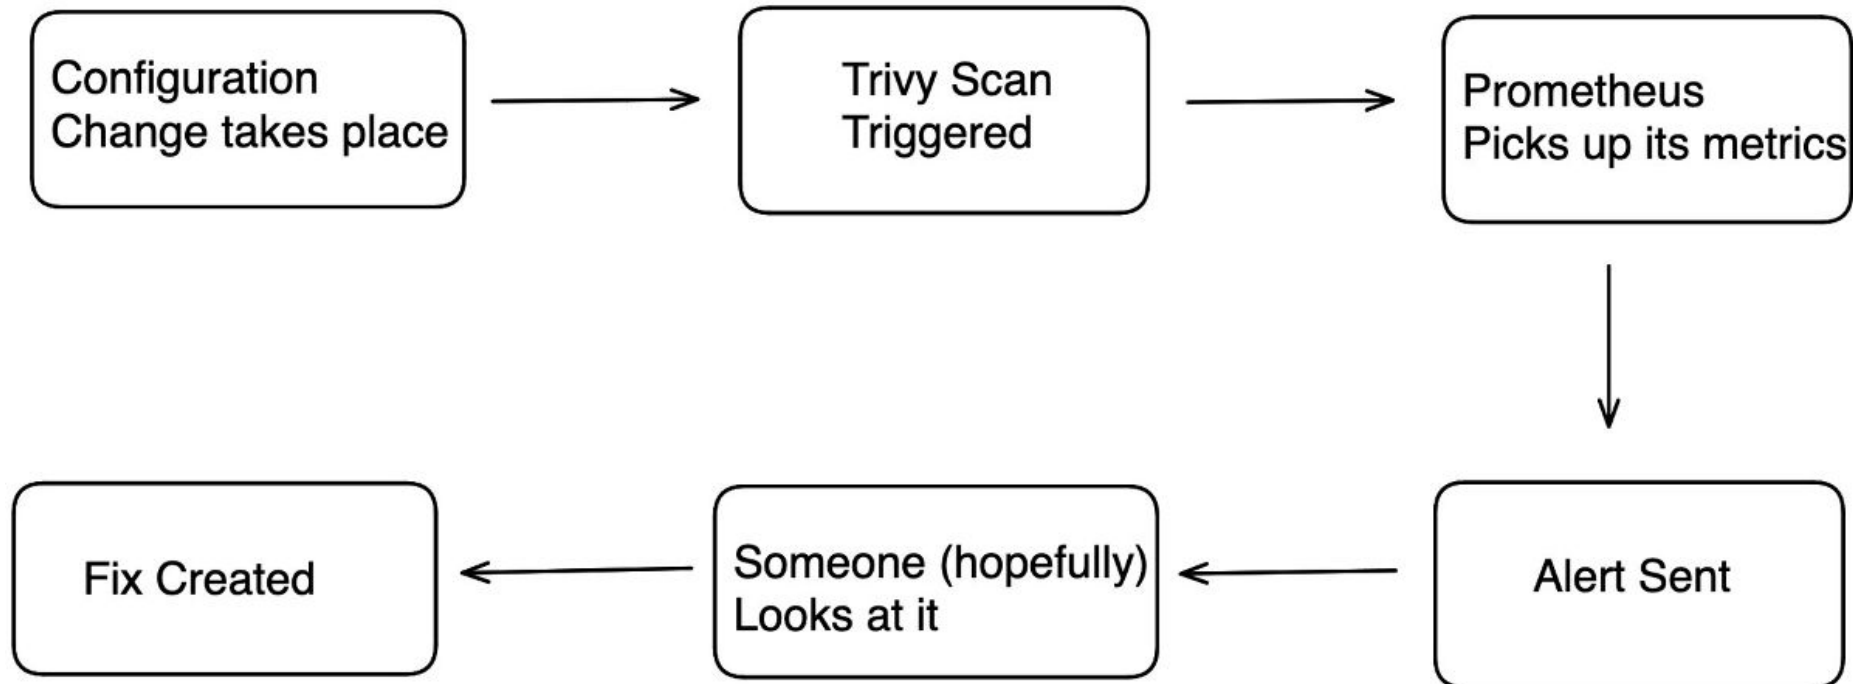 Configuration
Change takes place
Trivy Scan
Triggered
Prometheus
Picks up its metrics
Alert Sent
Someone (hopefully)
Looks at it
Fix Created